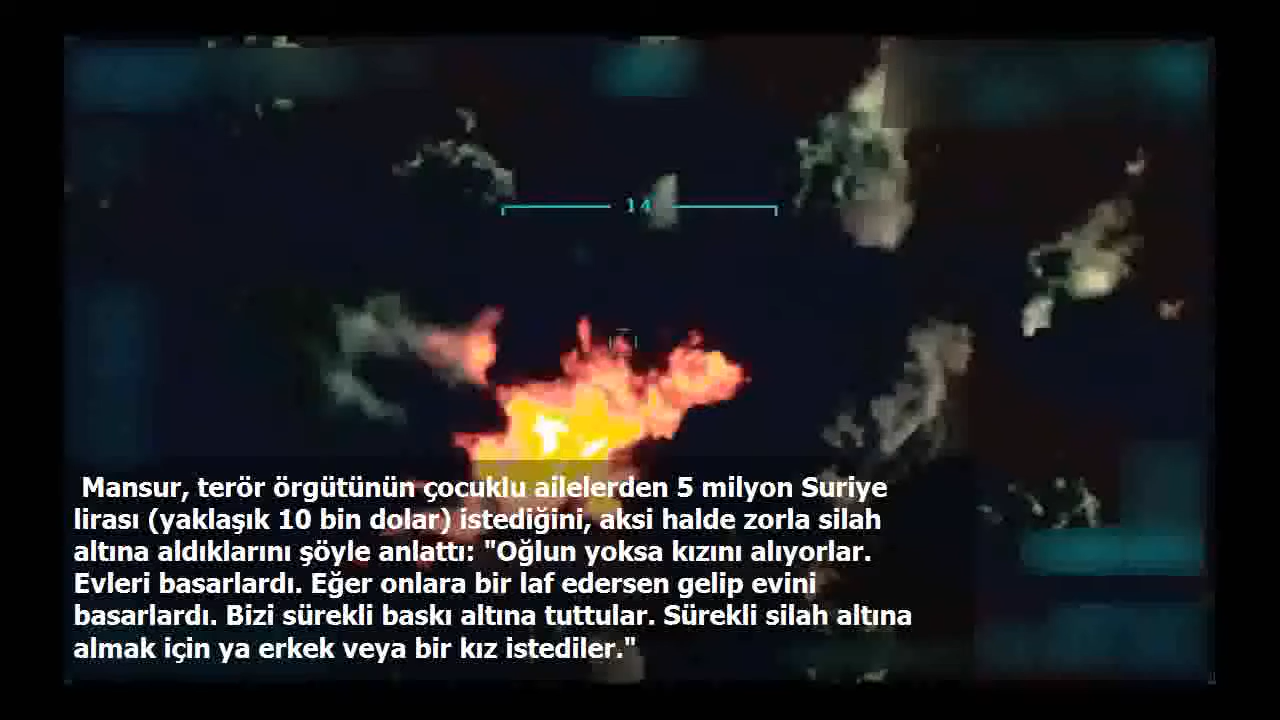 14
Mansur, terör örgütünün çocuklu ailelerden 5 milyon Suriye
lirası (yaklaşık 10 bin dolar) istediğini, aksi halde zorla silah
altına aldıklarını şöyle anlattı: "Oğlun yoksa kızını alıyorlar.
Evleri basarlardı. Eğer onlara bir laf edersen gelip evini
basarlardı. Bizi sürekli baskı altına tuttular. Sürekli silah altına
almak için ya erkek veya bir kız istediler."